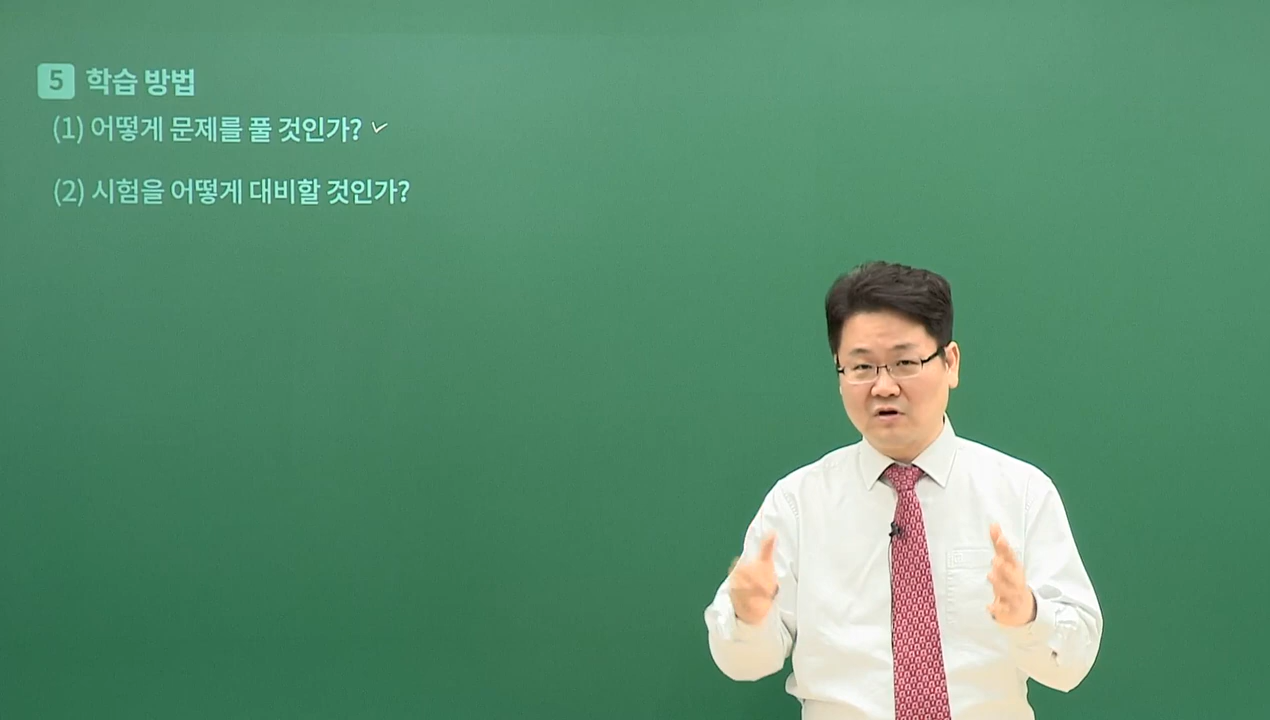 5 학습 방법
(1) 어떻게 문제를 풀 것인가?
(2) 시험을 어떻게 대비할 것인가?